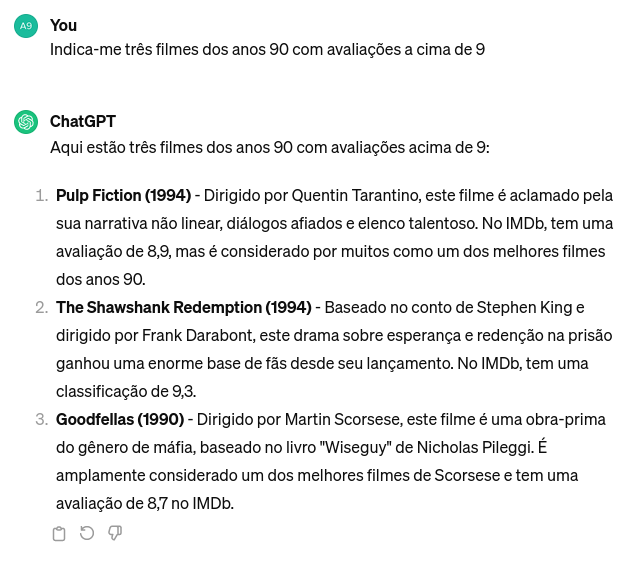 A9 You
Indica-me três filmes dos anos 90 com avaliações a cima de 9
ChatGPT
Aqui estão três filmes dos anos 90 com avaliações acima de 9:
1. Pulp Fiction (1994) - Dirigido por Quentin Tarantino, este filme é aclamado pela
sua narrativa não linear, diálogos afiados e elenco talentoso. No IMDb, tem uma
avaliação de 8,9, mas é considerado por muitos como um dos melhores filmes
dos anos 90.
2. The Shawshank Redemption (1994) - Baseado no conto de Stephen King e
dirigido por Frank Darabont, este drama sobre esperança e redenção na prisão
ganhou uma enorme base de fãs desde seu lançamento. No IMDb, tem uma
classificação de 9,3.
3. Goodfellas (1990) - Dirigido por Martin Scorsese, este filme é uma obra-prima
do gênero de máfia, baseado no livro "Wiseguy" de Nicholas Pileggi. É
amplamente considerado um dos melhores filmes de Scorsese e tem uma
avaliação de 8,7 no IMDb.